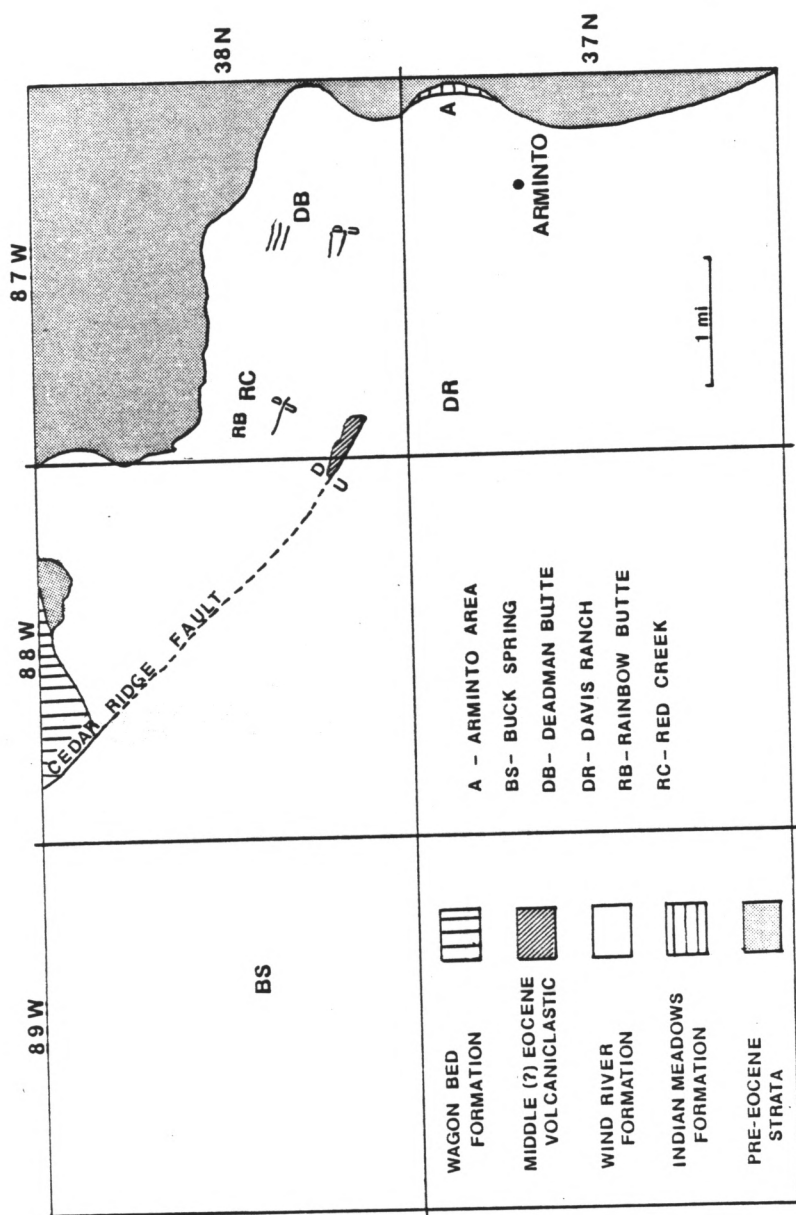 89W
88W
87W
38N
37N
CEDAR RIDGE FAULT
D
U
RB
RC
D
U
DB
D
U
BS
DR
A
ARMINTO
1 mi
WAGON BED
FORMATION
MIDDLE (?) EOCENE
VOLCANICLASTIC
WIND RIVER
FORMATION
INDIAN MEADOWS
FORMATION
PRE-EOCENE
STRATA
A - ARMINTO AREA
BS- BUCK SPRING
DB- DEADMAN BUTTE
DR- DAVIS RANCH
RB-RAINBOW BUTTE
RC-RED CREEK